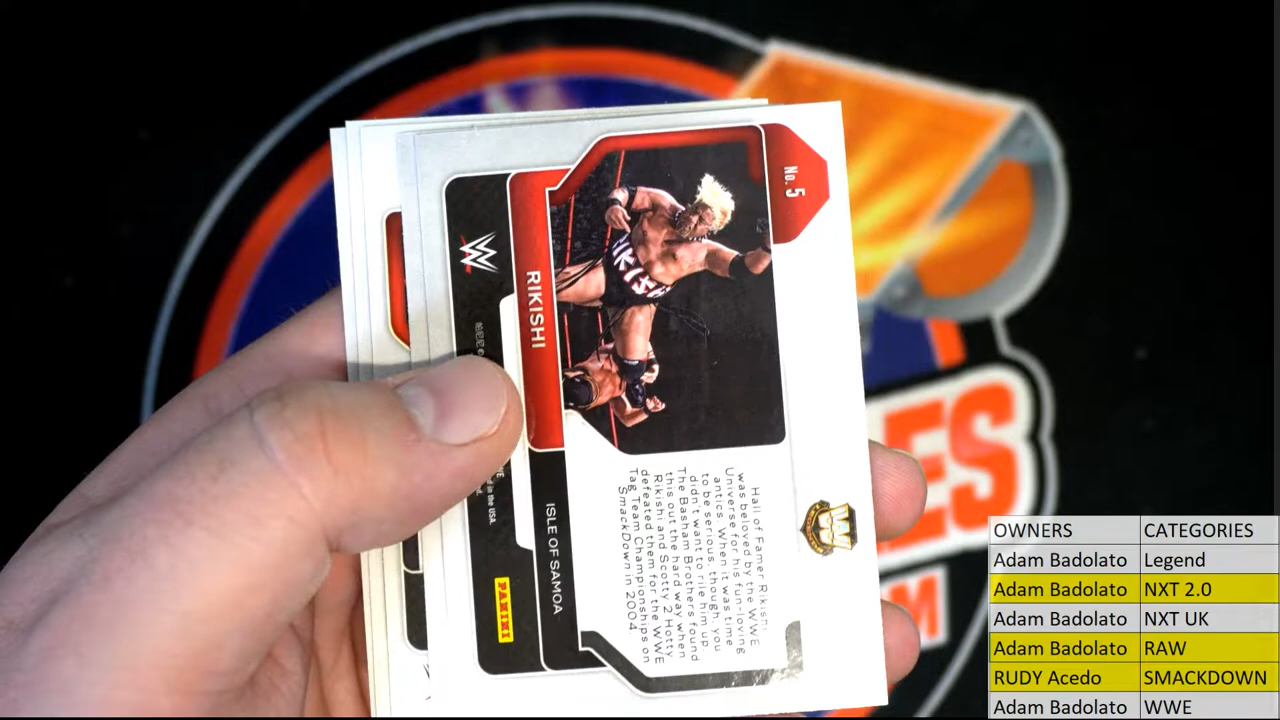 No. 5
RIKISHI
ISLE OF SAMOA
PANINI
Hall of Famer Rikishi
was beloved by the WWE
Universe for his fun-loving
antics. When it was time
to be serious, though, you
didn't want to rile him up.
The Basham Brothers found
this out the hard way when
Rikishi and Scotty 2 Hotty
defeated them for the WWE
Tag Team Championships on
SmackDown in 2004.
in the USA.
ES
OWNERS CATEGORIES
Adam Badolato Legend
Adam Badolato NXT 2.0
Adam Badolato NXT UK
Adam Badolato RAW
RUDY Acedo SMACKDOWN
Adam Badolato WWE